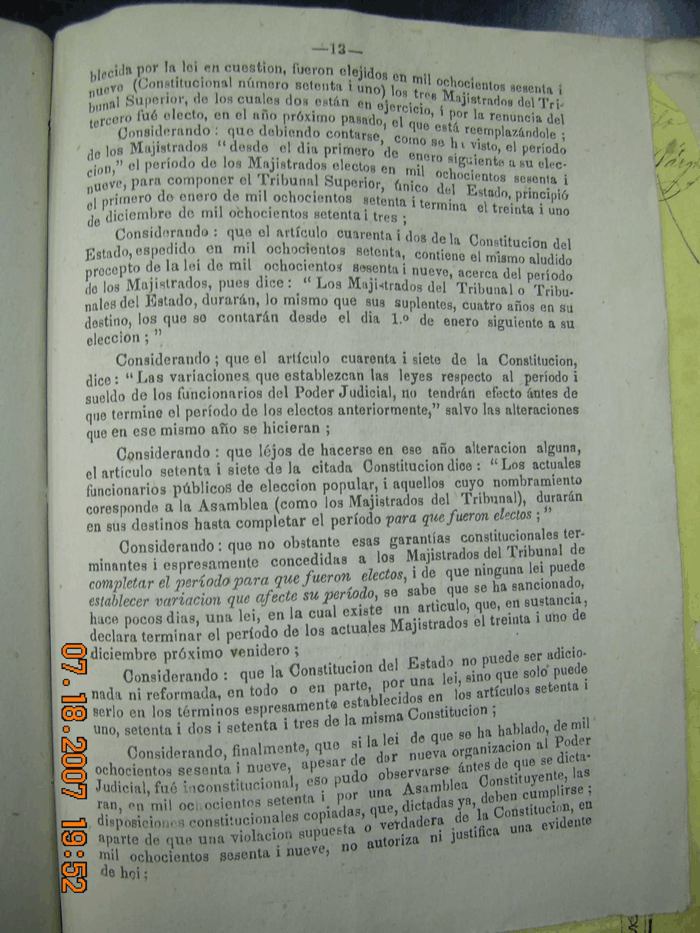 —13—
blecida por la lei en cuestion, fueron elejidos en mil ochocientos sesenta i
nueve (Constitucional número setenta i uno) los tres Majistrados del Tri-
bunal Superior, de los cuales dos están en ejercicio, i por la renuncia del
tercero fué electo, en el año próximo pasado, el que está reemplazándole ;
Considerando : que debiendo contarse, como se ha visto, el período
de los Majistrados “desde el dia primero de enero siguiente a su elec-
cion,” el período de los Majistrados electos en mil ochocientos sesenta i
nueve, para componer el Tribunal Superior, único del Estado, principió
el primero de enero de mil ochocientos setenta i termina el treinta i uno
de diciembre de mil ochocientos setenta i tres ;
Considerando : que el artículo cuarenta i dos de la Constitucion del
Estado, espedido en mil ochocientos setenta, contiene el mismo aludido
precepto de la lei de mil ochocientos sesenta i nueve, acerca del período
de los Majistrados, pues dice : “ Los Majistrados del Tribunal o Tribu-
nales del Estado, durarán, lo mismo que sus suplentes, cuatro años en su
destino, los que se contarán desde el dia 1.º de enero siguiente a su
eleccion ; ”
Considerando ; que el artículo cuarenta i siete de la Constitucion,
dice : “ Las variaciones que establezcan las leyes respecto al período i
sueldo de los funcionarios del Poder Judicial, no tendrán efecto ántes de
que termine el período de los electos anteriormente,” salvo las alteraciones
que en ese mismo año se hicieran ;
Considerando : que léjos de hacerse en ese año alteracion alguna,
el artículo setenta i siete de la citada Constitucion dice : “ Los actuales
funcionarios públicos de eleccion popular, i aquellos cuyo nombramiento
coresponde a la Asamblea (como los Majistrados del Tribunal), durarán
en sus destinos hasta completar el período para que fueron electos ; ”
Considerando : que no obstante esas garantías constitucionales ter-
minantes i espresamente concedidas a los Majistrados del Tribunal de
completar el período para que fueron electos, i de que ninguna lei puede
establecer variacion que afecte su período, se sabe que se ha sancionado,
hace pocos dias, una lei, en la cual existe un articulo, que, en sustancia,
declara terminar el período de los actuales Majistrados el treinta i uno de
diciembre próximo venidero ;
Considerando : que la Constitucion del Estado no puede ser adicio-
nada ni reformada, en todo o en parte, por una lei, sino que solo puede
serlo en los términos espresamente establecidos en los artículos setenta i
uno, setenta i dos i setenta i tres de la misma Constitucion ;
Considerando, finalmente, que si la lei de que se ha hablado, de mil
ochocientos sesenta i nueve, apesar de dar nueva organizacion al Poder
Judicial, fué inconstitucional, eso pudo observarse ántes de que se dicta-
ran, en mil ochocientos setenta i por una Asamblea Constituyente, las
disposiciones constitucionales copiadas, que, dictadas ya, deben cumplirse ;
aparte de que una violacion supuesta o verdadera de la Constitucion, en
mil ochocientos sesenta i nueve, no autoriza ni justifica una evidente
de hoi ;
07.18.2007 19:52